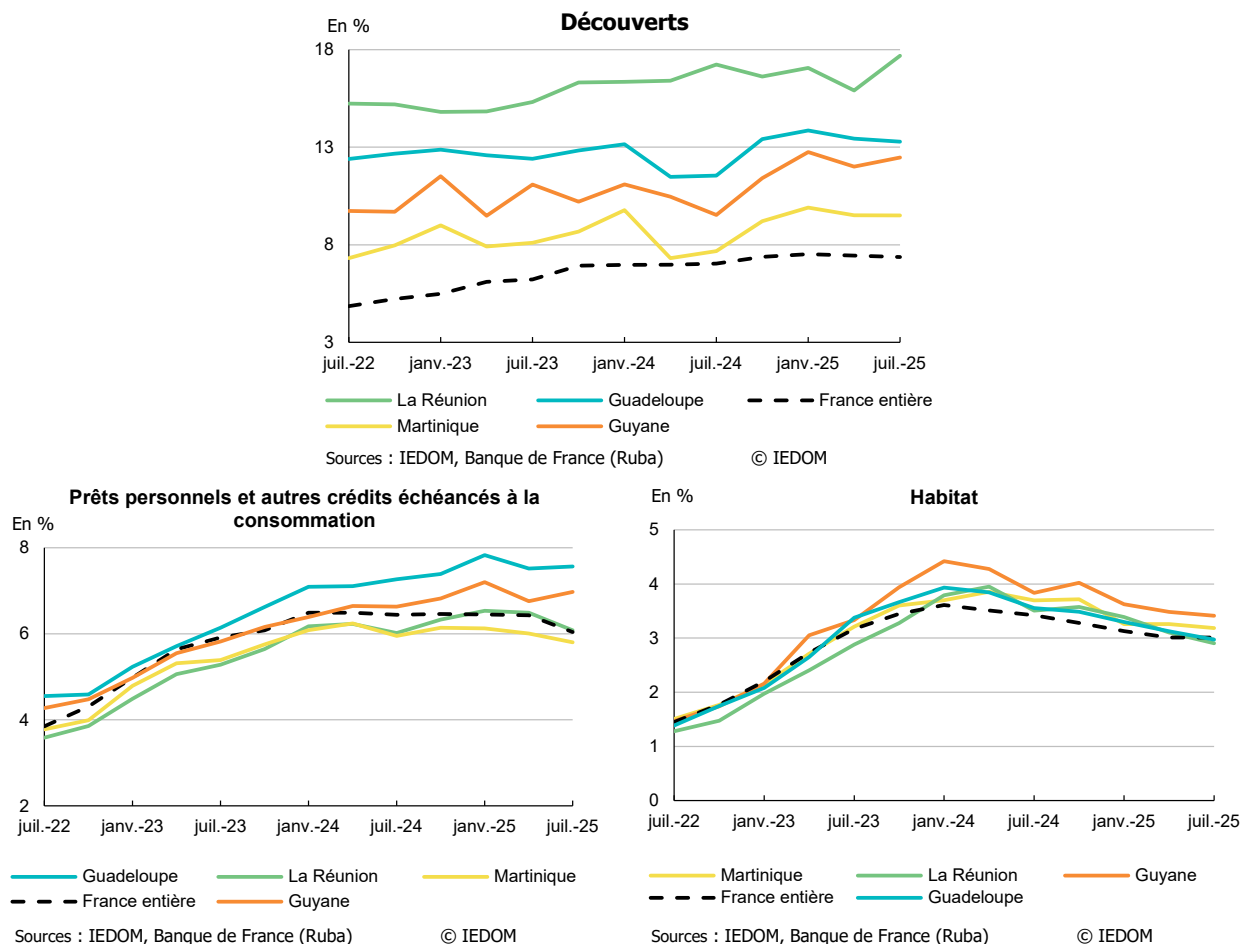 Découverts
En %
18
13
8
3
juil.-22 janv.-23 juil.-23 janv.-24 juil.-24 janv.-25 juil.-25
La Réunion Guadeloupe France entière
Martinique Guyane
Sources : IEDOM, Banque de France (Ruba) © IEDOM
Prêts personnels et autres crédits échéancés à la
consommation
En %
8
6
4
2
juil.-22 janv.-23 juil.-23 janv.-24 juil.-24 janv.-25 juil.-25
Guadeloupe La Réunion Martinique
France entière Guyane
Sources : IEDOM, Banque de France (Ruba) © IEDOM
Habitat
En %
5
4
3
2
1
0
juil.-22 janv.-23 juil.-23 janv.-24 juil.-24 janv.-25 juil.-25
Martinique La Réunion Guyane
France entière Guadeloupe
Sources : IEDOM, Banque de France (Ruba) © IEDOM